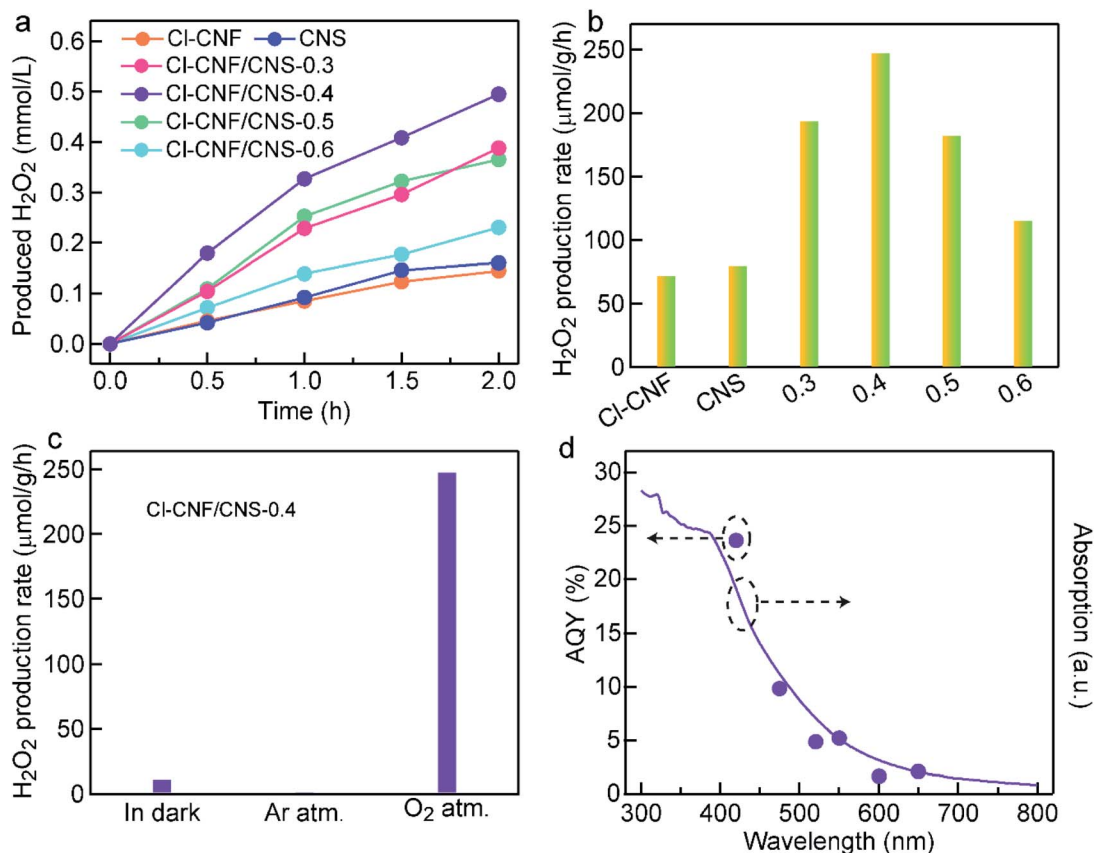 a
Produced H2O2 (mmol/L)
0.6
0.5
0.4
0.3
0.2
0.1
0.0
Cl-CNF CNS
Cl-CNF/CNS-0.3
Cl-CNF/CNS-0.4
Cl-CNF/CNS-0.5
Cl-CNF/CNS-0.6
0.0 0.5 1.0 1.5 2.0
Time (h)
b
H2O2 production rate (μmol/g/h)
250
200
150
100
50
0
Cl-CNF CNS 0.3 0.4 0.5 0.6
c
H2O2 production rate (μmol/g/h)
250
200
150
100
50
0
Cl-CNF/CNS-0.4
In dark Ar atm. O2 atm.
d
AQY (%)
30
25
20
15
10
5
0
300 400 500 600 700 800
Wavelength (nm)
Absorption (a.u.)